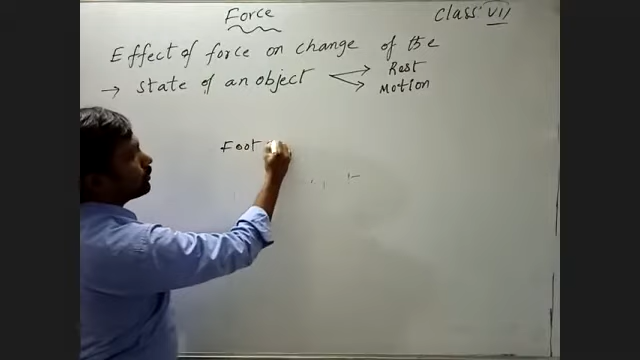 Force
Class: VII
Effect of force on change of the
→ state of an object
Rest
Motion
Foot